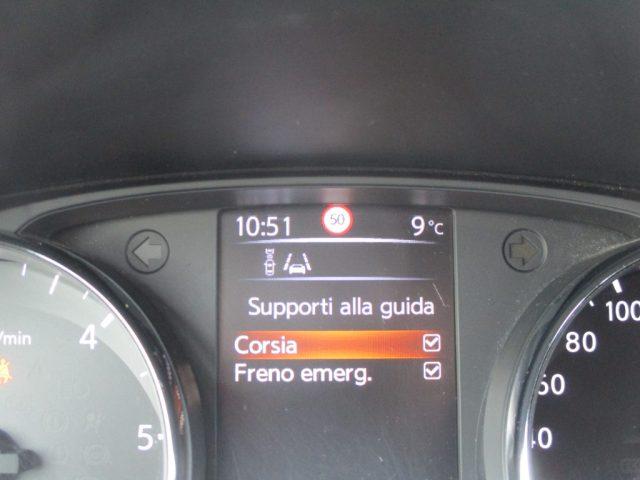 10:51 50 9 °C
Supporti alla guida
Corsia
Freno emerg.
/min
4
5
100
80
60
40